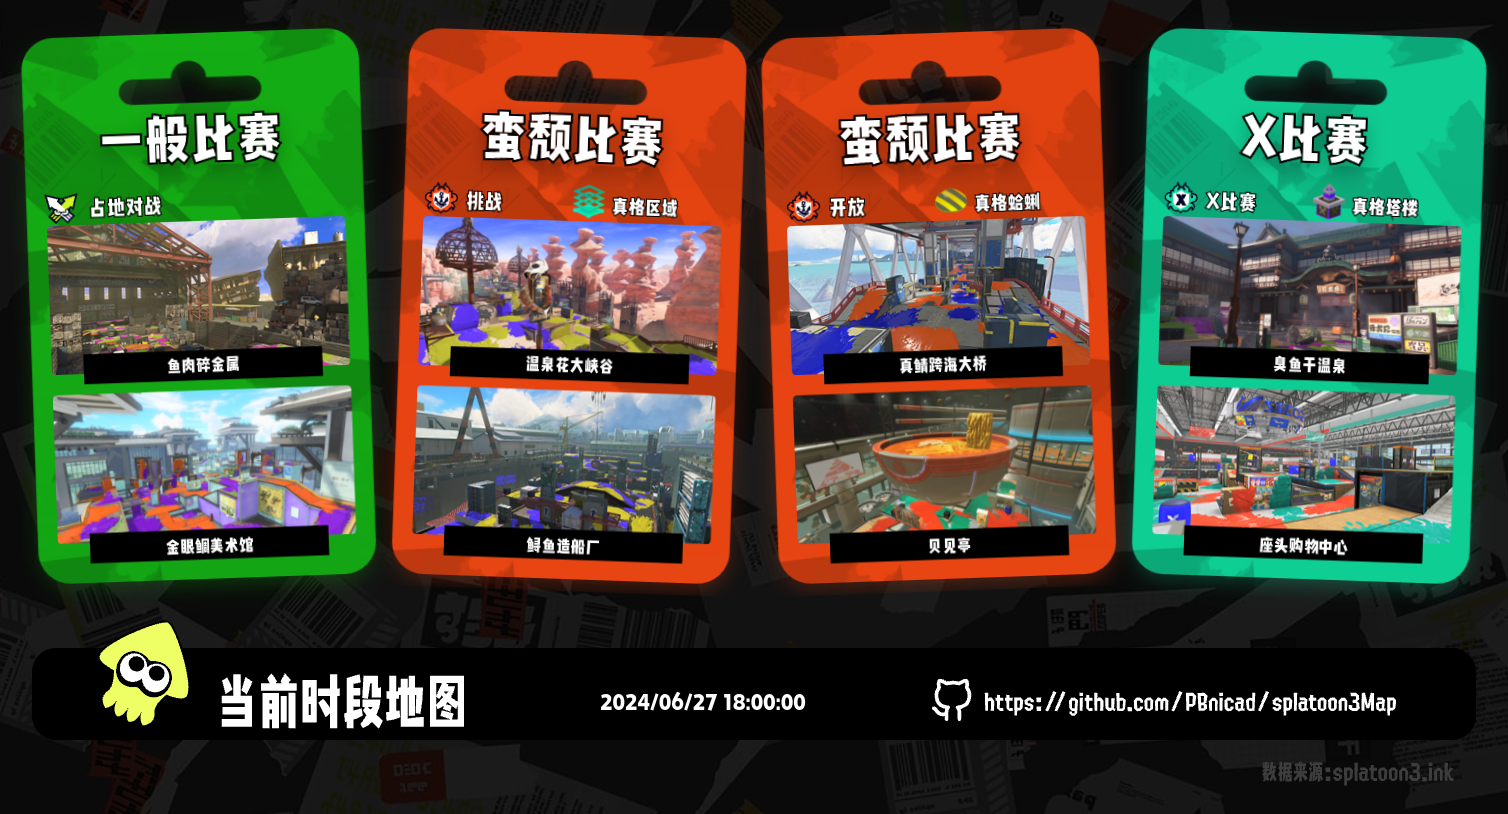 一般比赛
占地对战
鱼肉碎金属
金眼鲷美术馆
蛮颓比赛
挑战
真格区域
温泉花大峡谷
鲟鱼造船厂
蛮颓比赛
开放
真格蛤蜊
真鲭跨海大桥
贝见亭
X比赛
X比赛
真格塔楼
臭鱼干温泉
座头购物中心
当前时段地图
2024/06/27 18:00:00
https://github.com/PBnicad/splatoon3Map
数据来源:splatoon3.ink